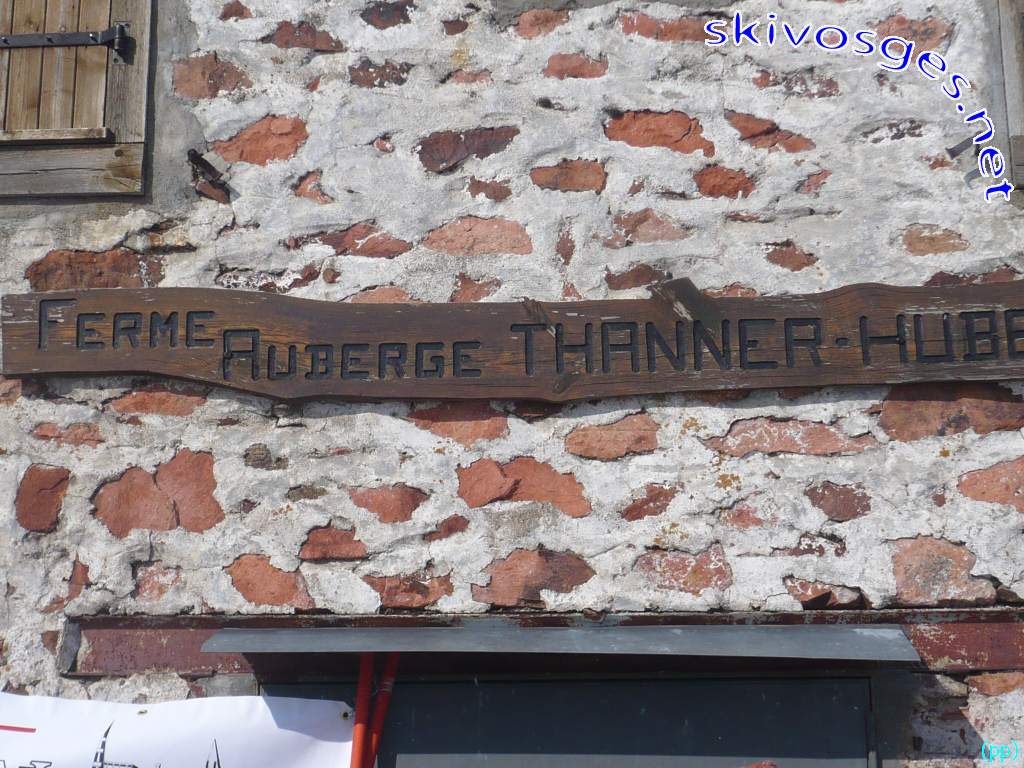 skivosges.net
FERME AUBERGE THANNER-HUBE
(pp)